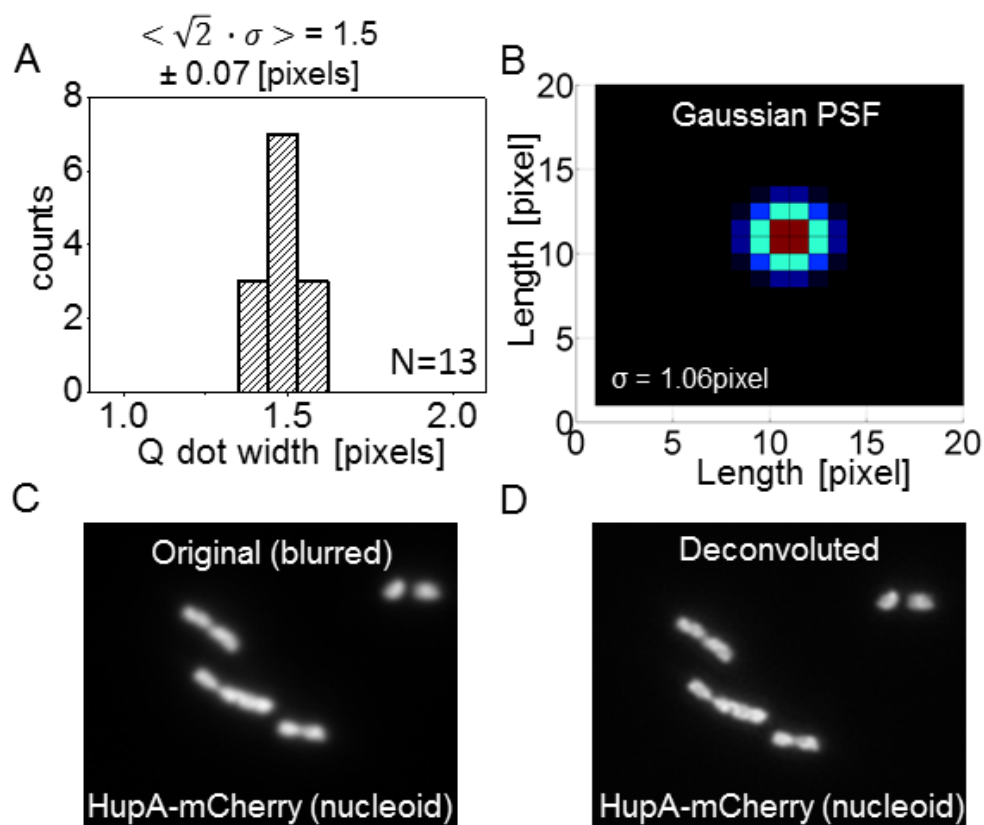 A
< √2 · σ > = 1.5
± 0.07 [pixels]
8
6
4
2
0
counts
N=13
1.0
1.5
2.0
Q dot width [pixels]
B
20
15
10
5
0
Length [pixel]
Gaussian PSF
σ = 1.06pixel
0
5
10
15
20
Length [pixel]
C
Original (blurred)
HupA-mCherry (nucleoid)
D
Deconvoluted
HupA-mCherry (nucleoid)